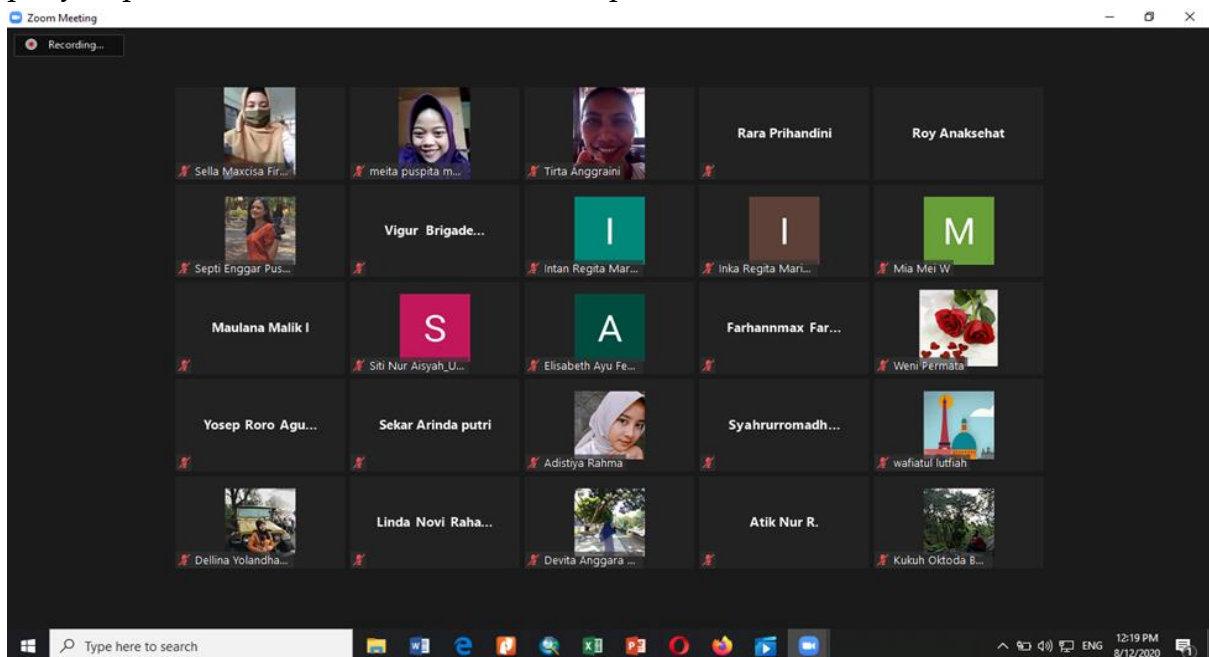 Zoom Meeting
Recording...
Sella Maxcisa Fir...
meita puspita m...
Tirta Anggraini
Rara Prihandini
Roy Anaksehat
Septi Enggar Pus...
Vigur Brigade...
I
Intan Regita Mar...
I
Inka Regita Mari...
M
Mia Mei W
Maulana Malik I
S
Siti Nur Aisyah_U...
A
Elisabeth Ayu Fe...
Farhannmax Far...
Weni Permata
Yosep Roro Agu...
Sekar Arinda putri
Adistiya Rahma
Syahrurromadh...
wafiatul lutfiah
Dellina Yolandha...
Linda Novi Raha...
Devita Anggara ...
Atik Nur R.
Kukuh Oktoda B...
Type here to search
ENG
12:19 PM
8/12/2020